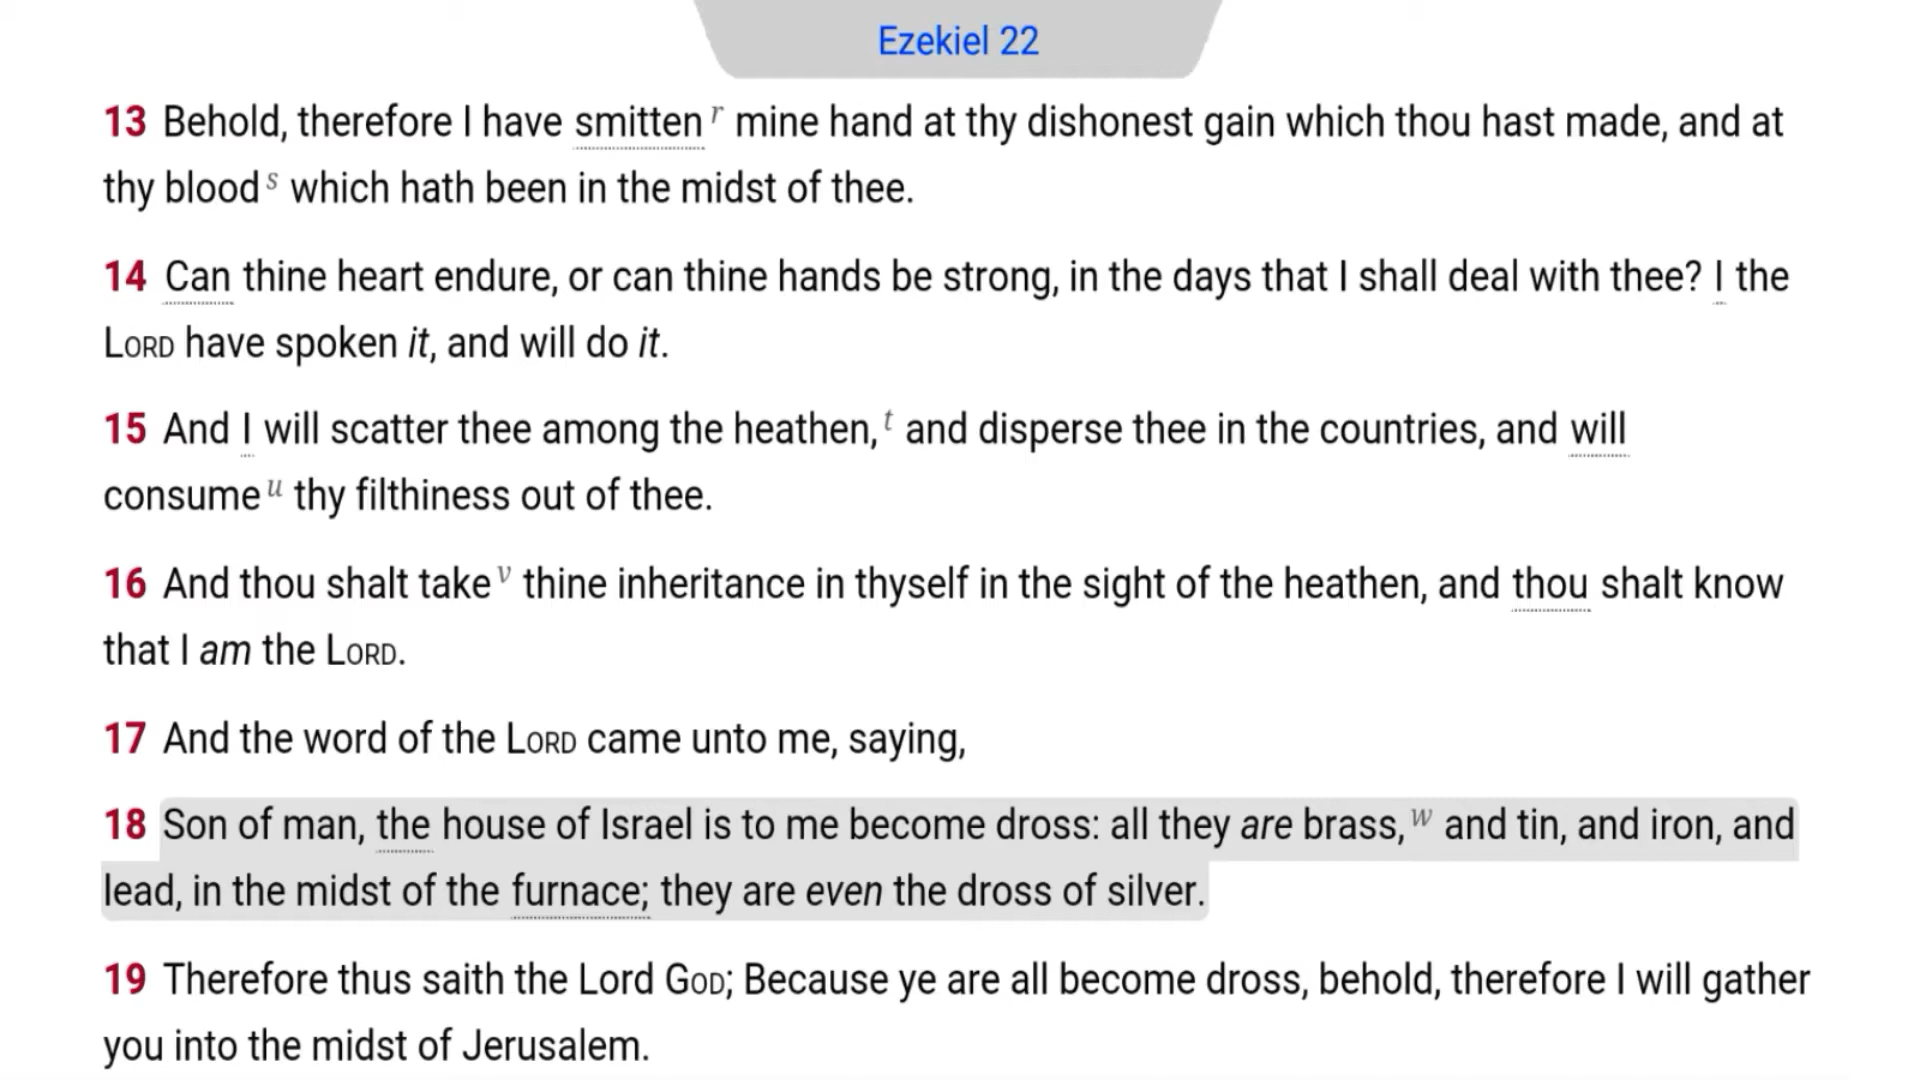 Ezekiel 22
13 Behold, therefore I have smitten r mine hand at thy dishonest gain which thou hast made, and at
thy blood s which hath been in the midst of thee.
14 Can thine heart endure, or can thine hands be strong, in the days that I shall deal with thee? I the
LORD have spoken it, and will do it.
15 And I will scatter thee among the heathen, t and disperse thee in the countries, and will
consume u thy filthiness out of thee.
16 And thou shalt take v thine inheritance in thyself in the sight of the heathen, and thou shalt know
that I am the LORD.
17 And the word of the LORD came unto me, saying,
18 Son of man, the house of Israel is to me become dross: all they are brass, w and tin, and iron, and
lead, in the midst of the furnace; they are even the dross of silver.
19 Therefore thus saith the Lord GOD; Because ye are all become dross, behold, therefore I will gather
you into the midst of Jerusalem.